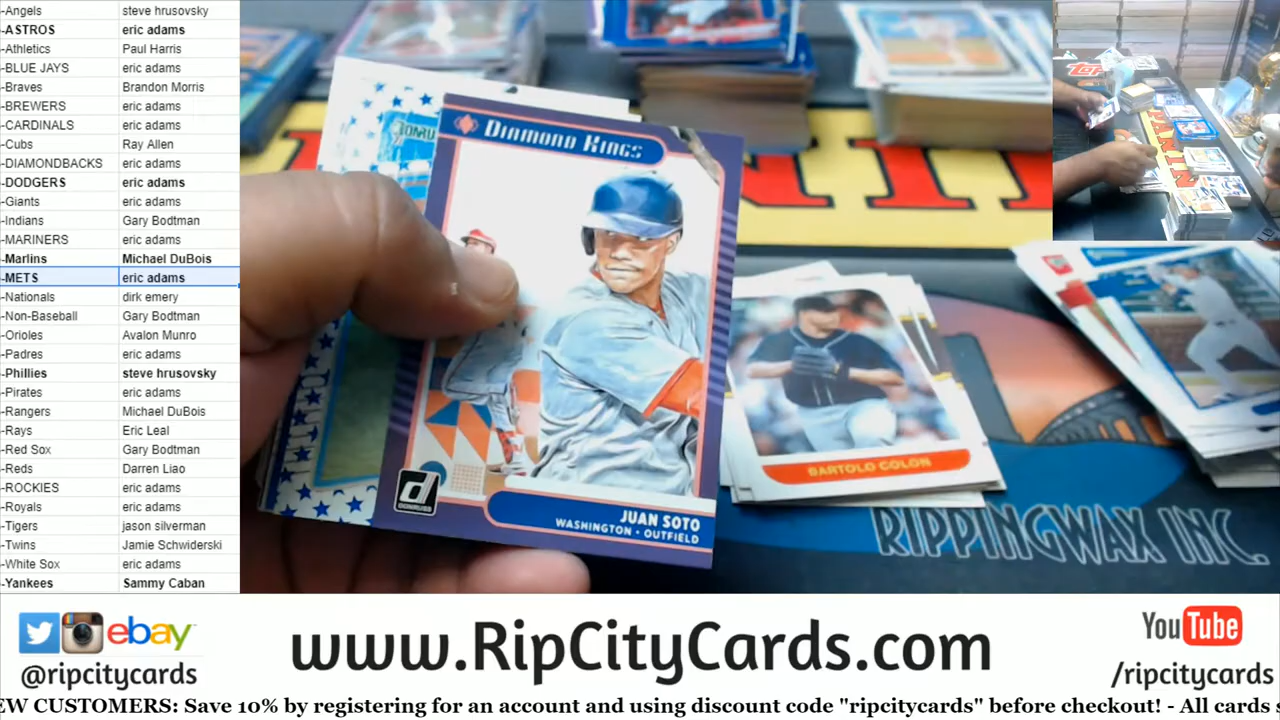 -Angels steve hrusovsky
-ASTROS eric adams
-Athletics Paul Harris
-BLUE JAYS eric adams
-Braves Brandon Morris
-BREWERS eric adams
-CARDINALS eric adams
-Cubs Ray Allen
-DIAMONDBACKS eric adams
-DODGERS eric adams
-Giants eric adams
-Indians Gary Bodtman
-MARINERS eric adams
-Marlins Michael DuBois
-METS eric adams
-Nationals dirk emery
-Non-Baseball Gary Bodtman
-Orioles Avalon Munro
-Padres eric adams
-Phillies steve hrusovsky
-Pirates eric adams
-Rangers Michael DuBois
-Rays Eric Leal
-Red Sox Gary Bodtman
-Reds Darren Liao
-ROCKIES eric adams
-Royals eric adams
-Tigers jason silverman
-Twins Jamie Schwiderski
-White Sox eric adams
-Yankees Sammy Caban
DIAMOND KINGS
d
DONRUSS
JUAN SOTO
WASHINGTON • OUTFIELD
BARTOLO COLON
RIPPINGWAX INC.
ebay
@ripcitycards
www.RipCityCards.com
YouTube
/ripcitycards
EW CUSTOMERS: Save 10% by registering for an account and using discount code "ripcitycards" before checkout! - All cards s